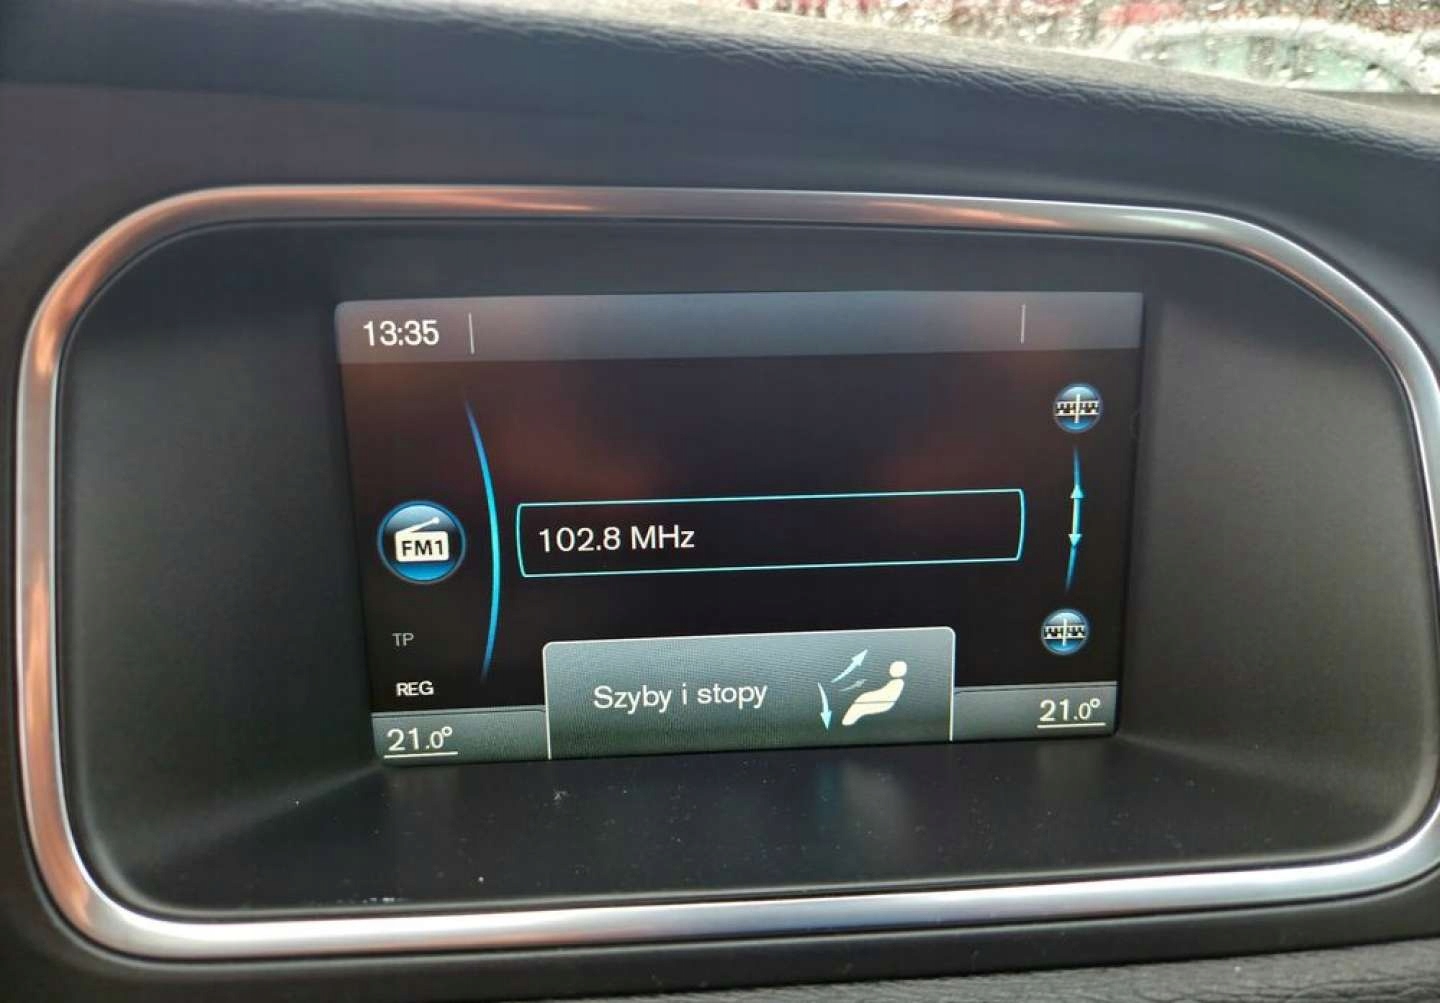 13:35
FM1
102.8 MHz
TP
REG
Szyby i stopy
21.0°
21.0°